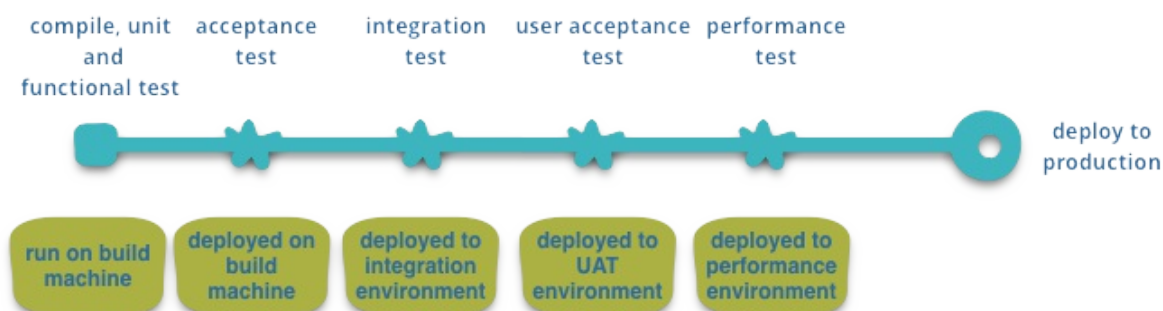 compile, unit
and
functional test
acceptance
test
integration
test
user acceptance
test
performance
test
deploy to
production
run on build
machine
deployed on
build
machine
deployed to
integration
environment
deployed to
UAT
environment
deployed to
performance
environment